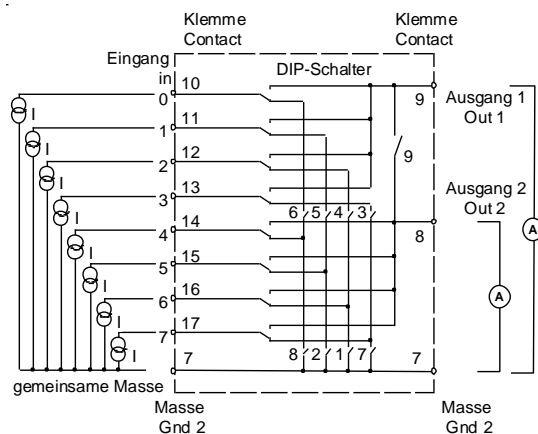 Klemme
Contact
Klemme
Contact
Eingang
in
DIP-Schalter
0 10
9
Ausgang 1
Out 1
I
1 11
I
2 12
9
I
3 13
Ausgang 2
Out 2
I
6 5 4 3
4 14
8
A
I
5 15
I
6 16
A
I
7 17
I
8 2 1 7
7
7
gemeinsame Masse
Masse
Gnd 2
Masse
Gnd 2